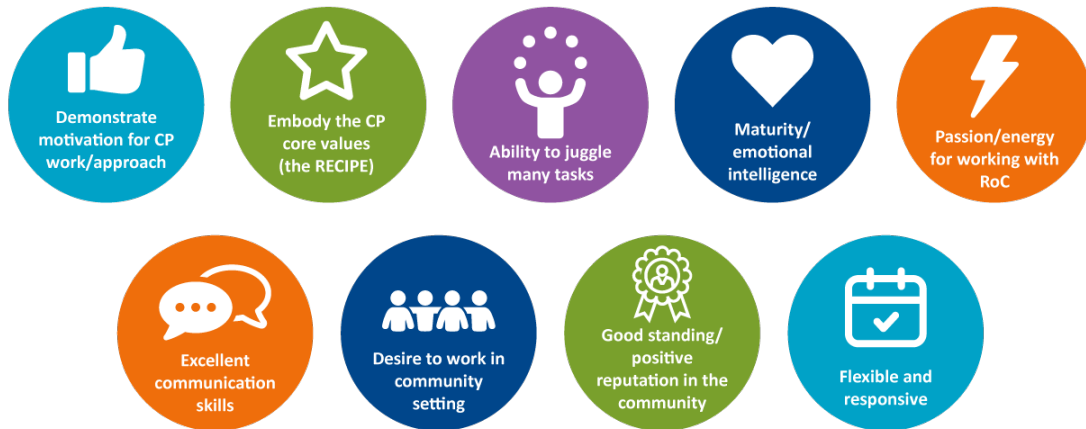 Demonstrate
motivation for CP
work/approach
Embody the CP
core values
(the RECIPE)
Ability to juggle
many tasks
Maturity/
emotional
intelligence
Passion/energy
for working with
RoC
Excellent
communication
skills
Desire to work in
community
setting
Good standing/
positive
reputation in the
community
Flexible and
responsive